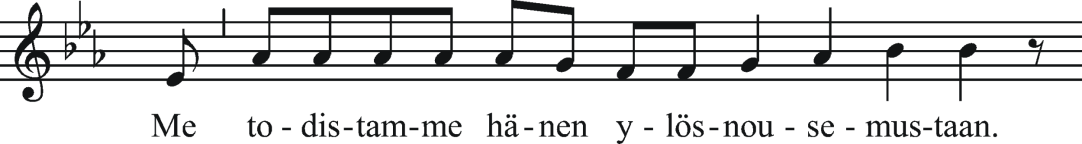 Me to - dis - tam - me hä - nen y - lös - nou - se - mus - taan.